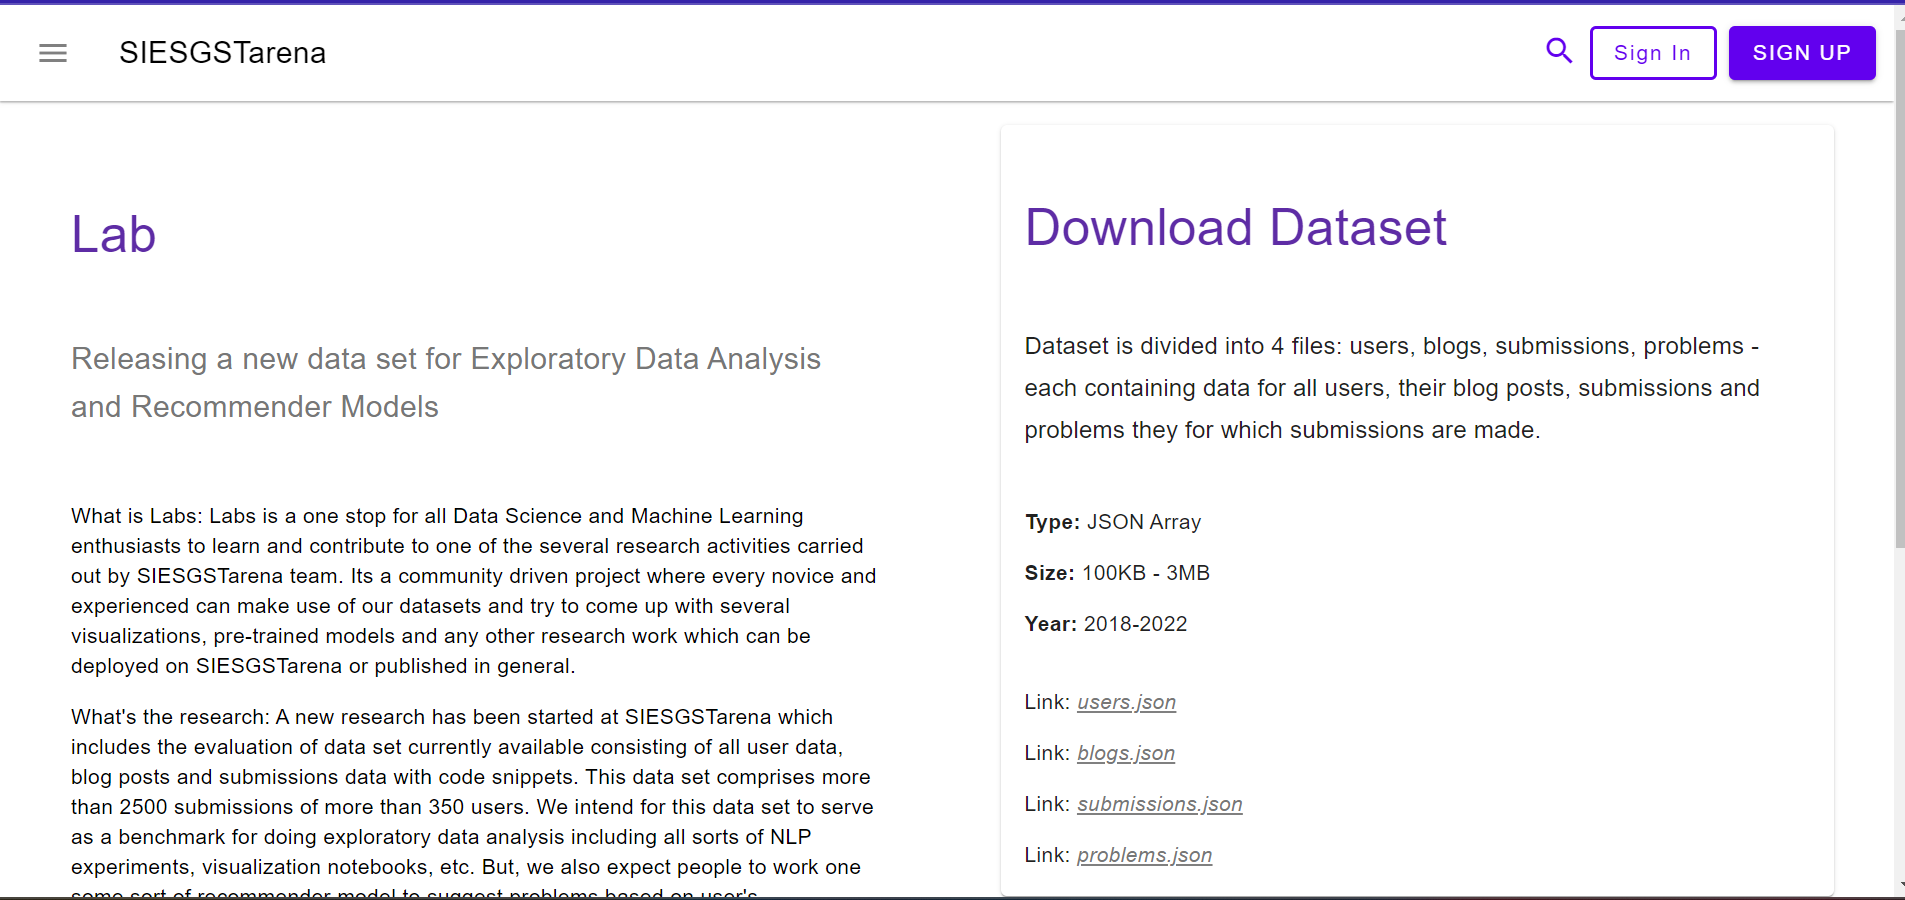 SIESGSTarena
Sign In
SIGN UP
Lab
Releasing a new data set for Exploratory Data Analysis
and Recommender Models
What is Labs: Labs is a one stop for all Data Science and Machine Learning
enthusiasts to learn and contribute to one of the several research activities carried
out by SIESGSTarena team. Its a community driven project where every novice and
experienced can make use of our datasets and try to come up with several
visualizations, pre-trained models and any other research work which can be
deployed on SIESGSTarena or published in general.
What's the research: A new research has been started at SIESGSTarena which
includes the evaluation of data set currently available consisting of all user data,
blog posts and submissions data with code snippets. This data set comprises more
than 2500 submissions of more than 350 users. We intend for this data set to serve
as a benchmark for doing exploratory data analysis including all sorts of NLP
experiments, visualization notebooks, etc. But, we also expect people to work one
some sort of recommender model to suggest problems based on user's
Download Dataset
Dataset is divided into 4 files: users, blogs, submissions, problems -
each containing data for all users, their blog posts, submissions and
problems they for which submissions are made.
Type: JSON Array
Size: 100KB - 3MB
Year: 2018-2022
Link: users.json
Link: blogs.json
Link: submissions.json
Link: problems.json